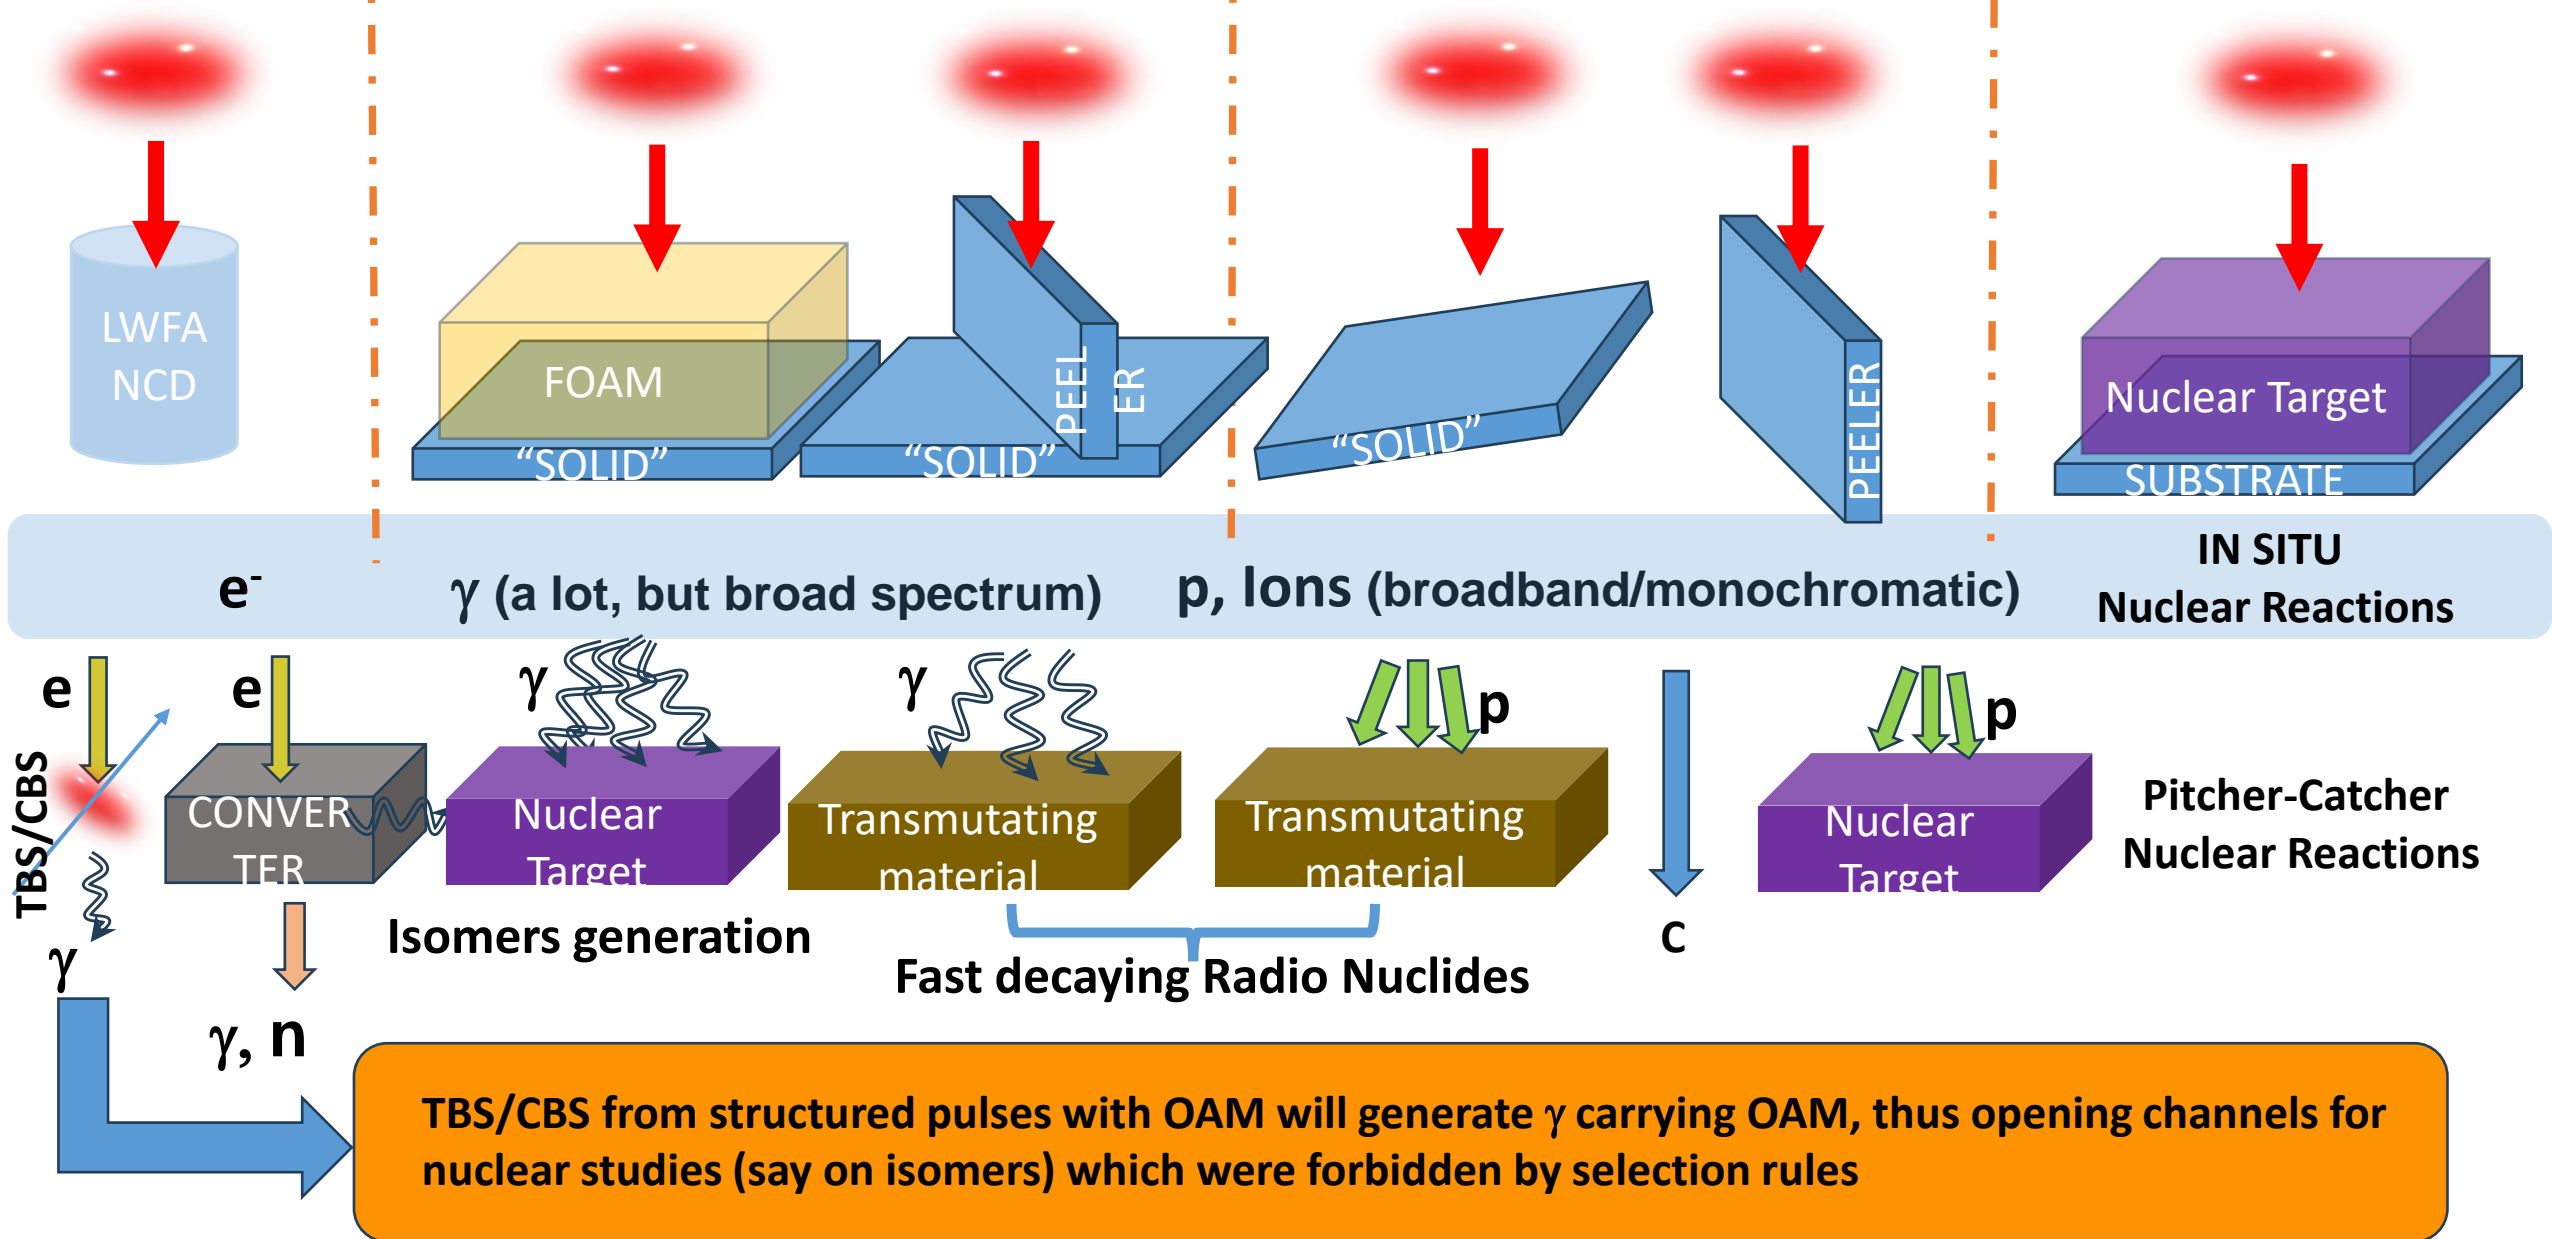 LWFA
NCD
FOAM
“SOLID”
PEEL
ER
“SOLID”
“SOLID”
PEELER
Nuclear Target
SUBSTRATE
e-
γ (a lot, but broad spectrum)
p, Ions (broadband/monochromatic)
IN SITU
Nuclear Reactions
e
TBS/CBS
γ
e
CONVER
TER
γ, n
γ
Nuclear
Target
Isomers generation
γ
Transmutating
material
p
Transmutating
material
Fast decaying Radio Nuclides
C
p
Nuclear
Target
Pitcher-Catcher
Nuclear Reactions
TBS/CBS from structured pulses with OAM will generate γ carrying OAM, thus opening channels for
nuclear studies (say on isomers) which were forbidden by selection rules